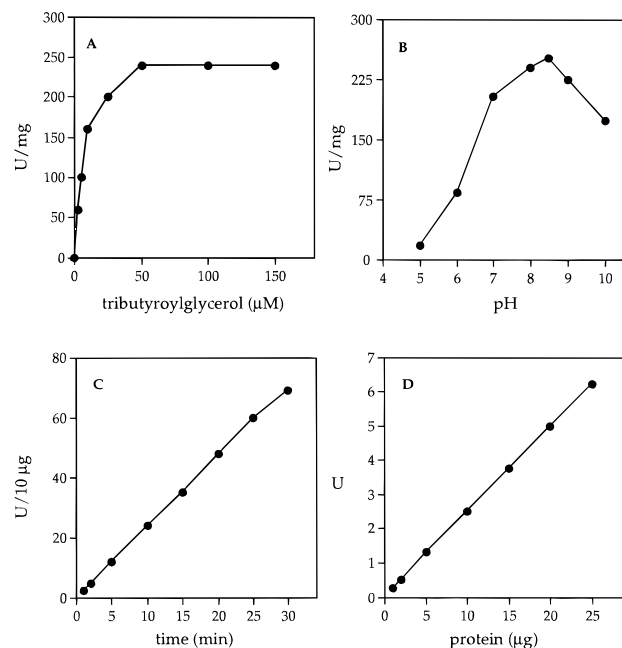 A
U/mg
300
250
200
150
100
50
0
0 50 100 150
tributyroylglycerol (μM)
B
U/mg
300
225
150
75
0
4 5 6 7 8 9 10
pH
C
U/10 μg
80
60
40
20
0
0 5 10 15 20 25 30
time (min)
D
U
7
6
5
4
3
2
1
0
0 5 10 15 20 25
protein (μg)